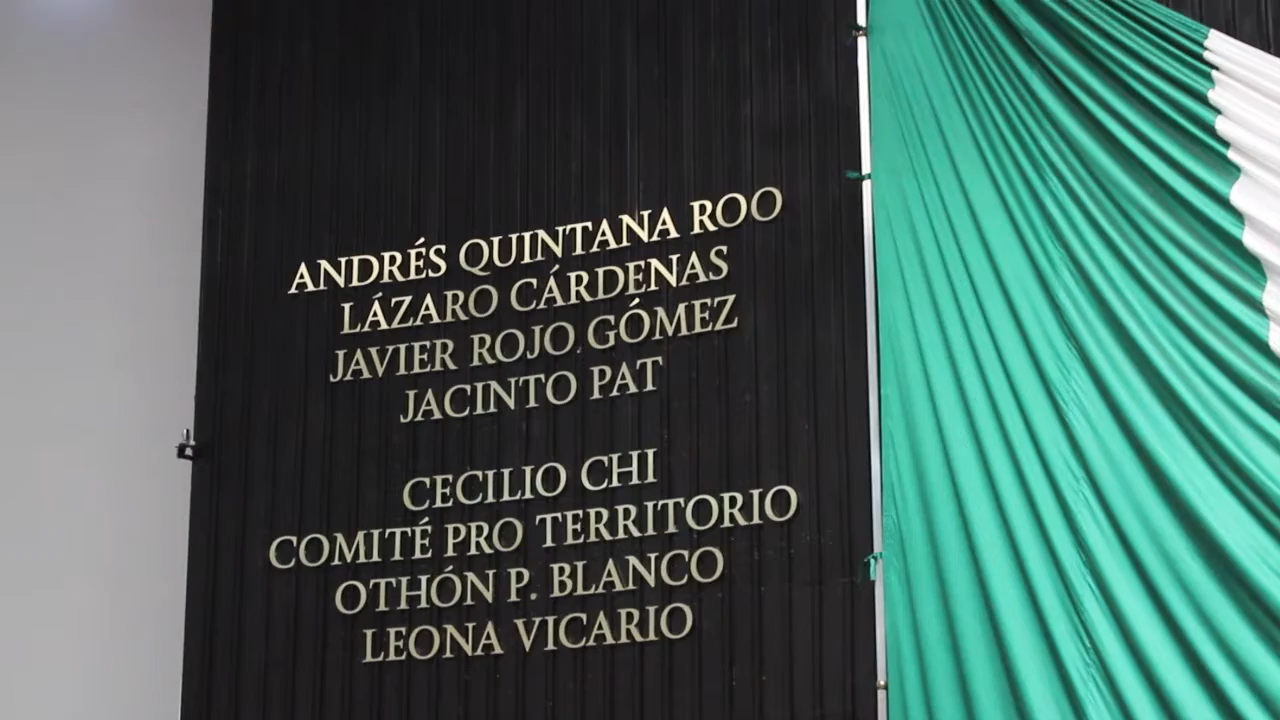 ANDRÉS QUINTANA ROO
LÁZARO CÁRDENAS
JAVIER ROJO GÓMEZ
JACINTO PAT
CECILIO CHI
COMITÉ PRO TERRITORIO
OTHÓN P. BLANCO
LEONA VICARIO